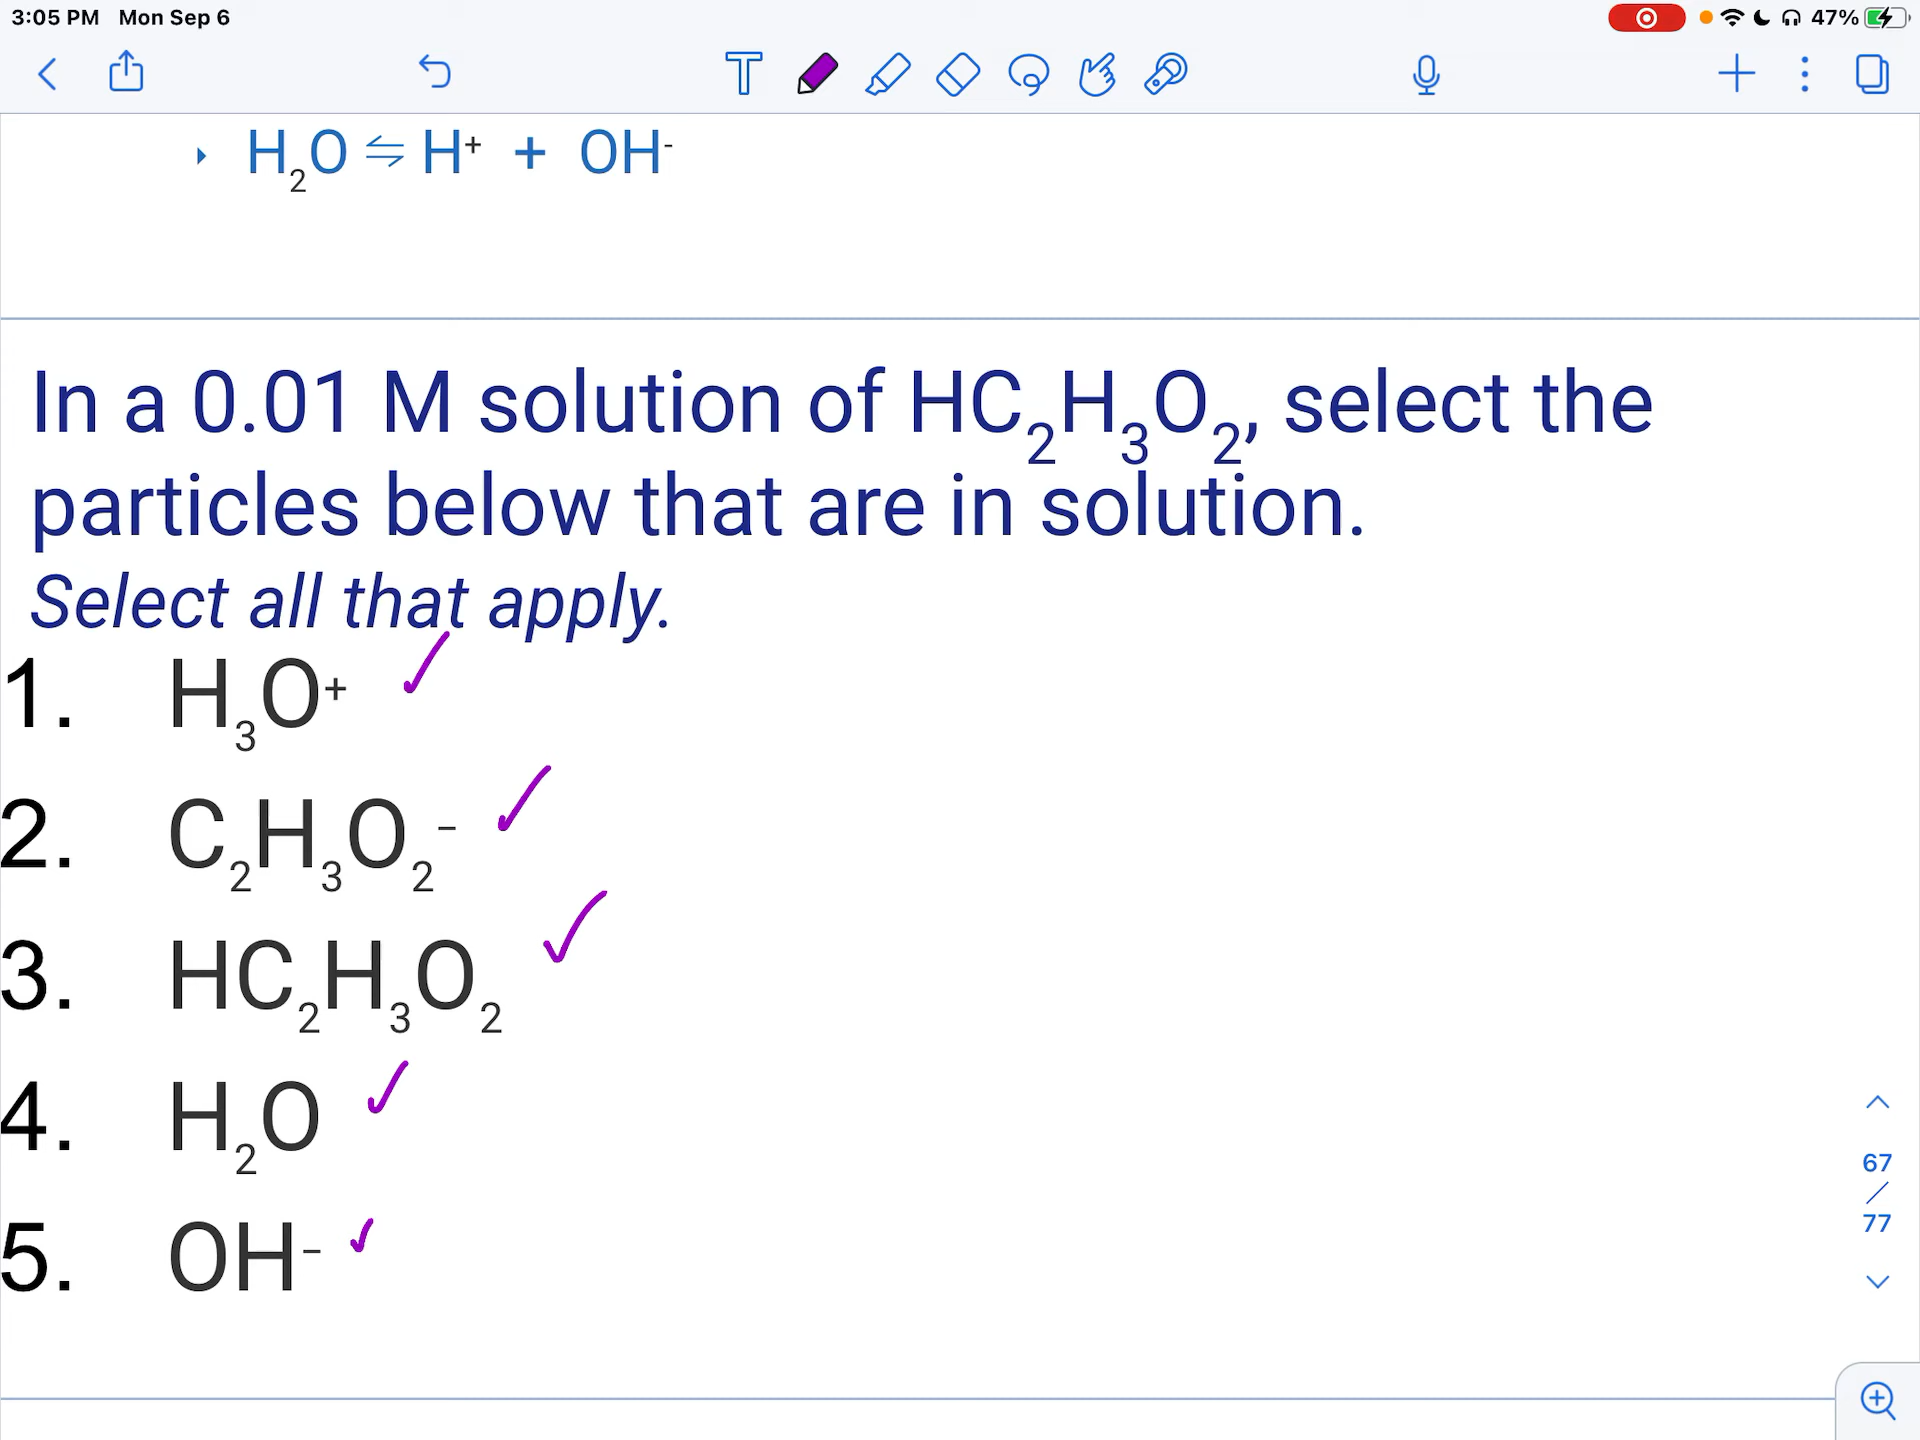 3:05 PM Mon Sep 6 47%
T
H₂O ⇌ H⁺ + OH⁻
In a 0.01 M solution of HC₂H₃O₂, select the
particles below that are in solution.
Select all that apply.
1. H₃O⁺ ✓
2. C₂H₃O₂⁻ ✓
3. HC₂H₃O₂ ✓
4. H₂O ✓
5. OH⁻ ✓
67
/
77